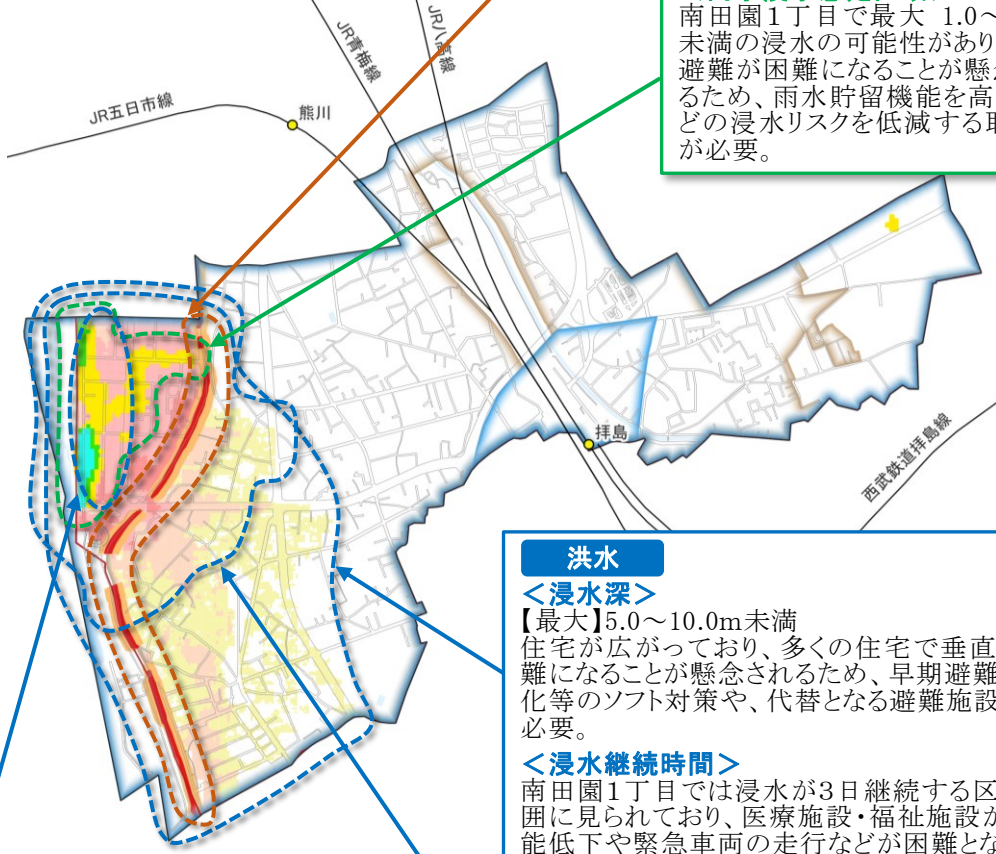 南田園1丁目で最大 1.0～
未満の浸水の可能性があり
避難が困難になることが懸
るため、雨水貯留機能を高
どの浸水リスクを低減する取
が必要。
JR青梅線
JR八高線
JR五日市線
熊川
拝島
西武鉄道拝島線
洪水
＜浸水深＞
【最大】5.0～10.0m未満
住宅が広がっており、多くの住宅で垂直
難になることが懸念されるため、早期避難
化等のソフト対策や、代替となる避難施設
必要。
＜浸水継続時間＞
南田園1丁目では浸水が3日継続する区
囲に見られており、医療施設・福祉施設が
能低下や緊急車両の走行などが困難とな